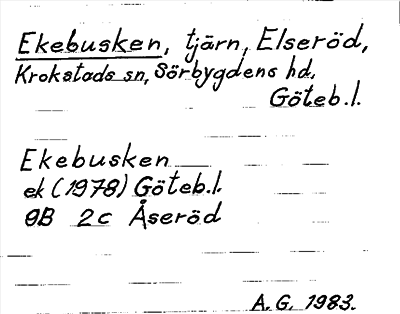 Ekebusken, tjärn, Elseröd,
Krokstads sn, Sörbygdens hd,
Göteb.l.
Ekebusken
ek (1978) Göteb.l.
9B 2c Åseröd
A.G. 1983.